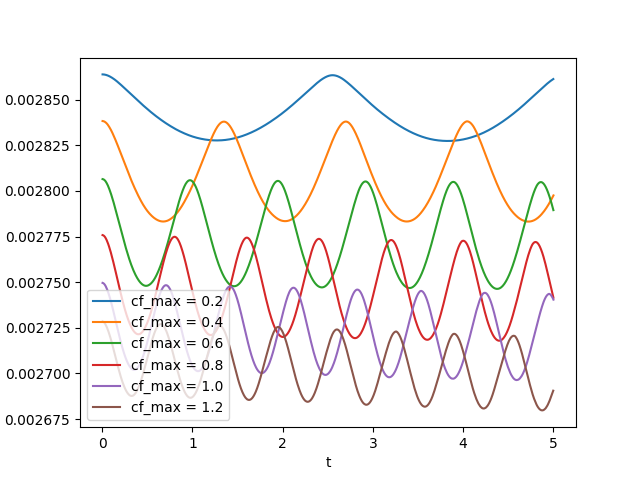 0.002850
0.002825
0.002800
0.002775
0.002750
0.002725
0.002700
0.002675
cf_max = 0.2
cf_max = 0.4
cf_max = 0.6
cf_max = 0.8
cf_max = 1.0
cf_max = 1.2
0 1 2 3 4 5
t